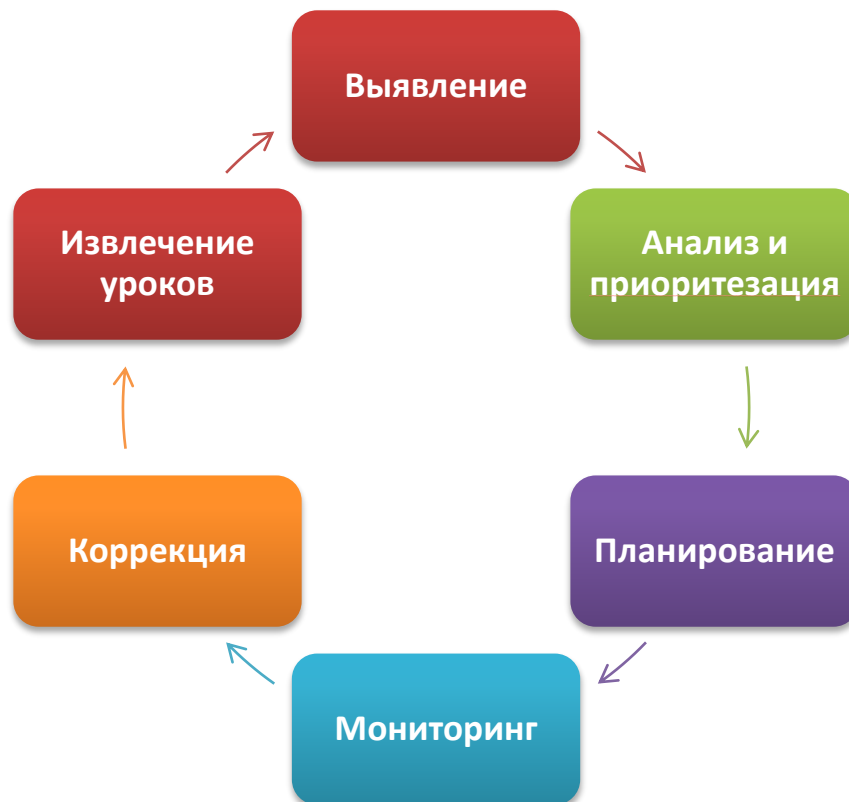 Выявление
Извлечение
уроков
Анализ и
приоритезация
Коррекция
Планирование
Мониторинг